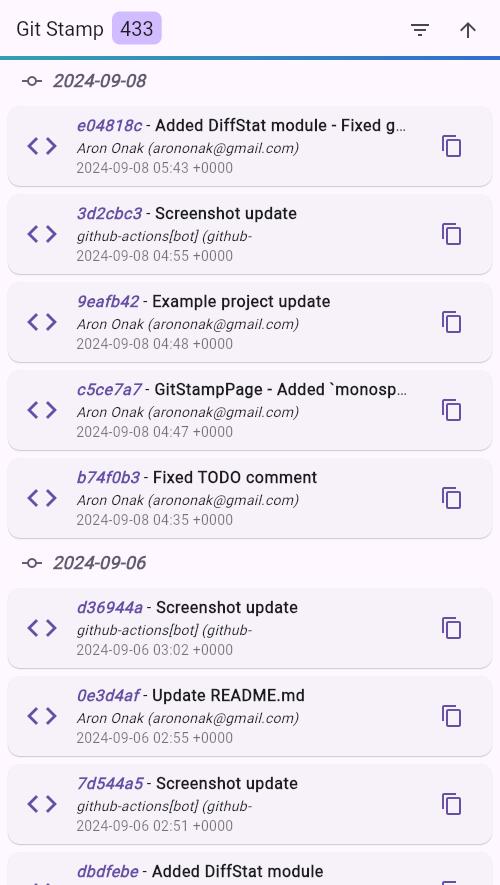 Git Stamp 433
2024-09-08
e04818c - Added DiffStat module - Fixed g...
Aron Onak (arononak@gmail.com)
2024-09-08 05:43 +0000
3d2cbc3 - Screenshot update
github-actions[bot] (github-
2024-09-08 04:55 +0000
9eafb42 - Example project update
Aron Onak (arononak@gmail.com)
2024-09-08 04:48 +0000
c5ce7a7 - GitStampPage - Added `monosp...
Aron Onak (arononak@gmail.com)
2024-09-08 04:47 +0000
b74f0b3 - Fixed TODO comment
Aron Onak (arononak@gmail.com)
2024-09-08 04:35 +0000
2024-09-06
d36944a - Screenshot update
github-actions[bot] (github-
2024-09-06 03:02 +0000
0e3d4af - Update README.md
Aron Onak (arononak@gmail.com)
2024-09-06 02:55 +0000
7d544a5 - Screenshot update
github-actions[bot] (github-
2024-09-06 02:51 +0000
dbdfebe - Added DiffStat module